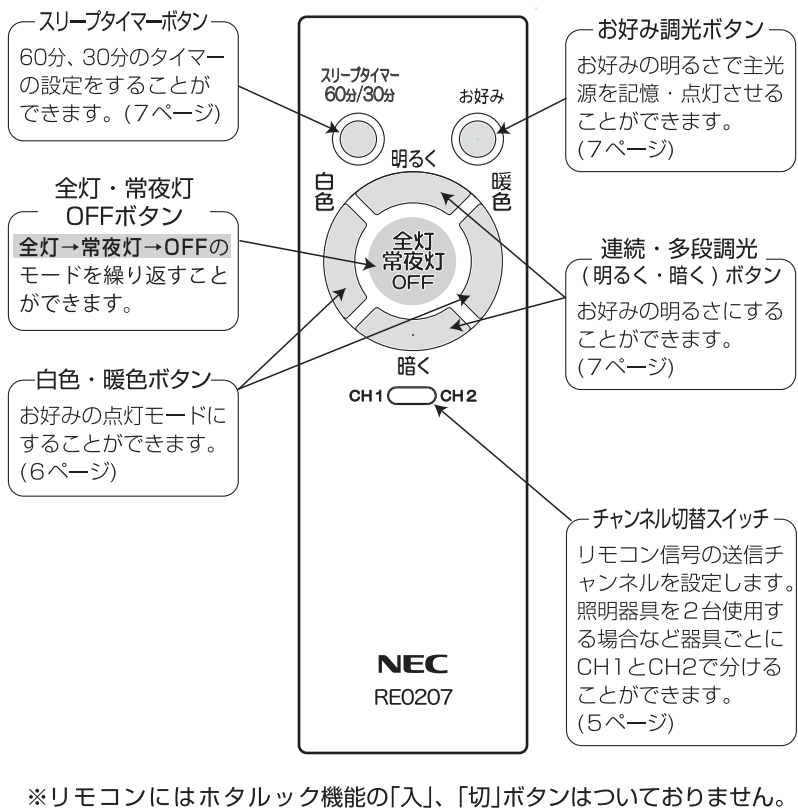 スリープタイマーボタン
60分、30分のタイマー
の設定をすることが
できます。(7ページ)
全灯・常夜灯
OFFボタン
全灯→常夜灯→OFFの
モードを繰り返すこと
ができます。
白色・暖色ボタン
お好みの点灯モードに
することができます。
(6ページ)
スリープタイマー
60分/30分
お好み
明るく
白色
暖色
全灯
常夜灯
OFF
暗く
CH1 CH2
NEC
RE0207
お好み調光ボタン
お好みの明るさで主光
源を記憶・点灯させる
ことができます。
(7ページ)
連続・多段調光
(明るく・暗く)ボタン
お好みの明るさにする
ことができます。
(7ページ)
チャンネル切替スイッチ
リモコン信号の送信チ
ャンネルを設定します。
照明器具を2台使用す
る場合など器具ごとに
CH1とCH2で分ける
ことができます。
(5ページ)
※リモコンにはホタルック機能の「入」、「切」ボタンはついておりません。